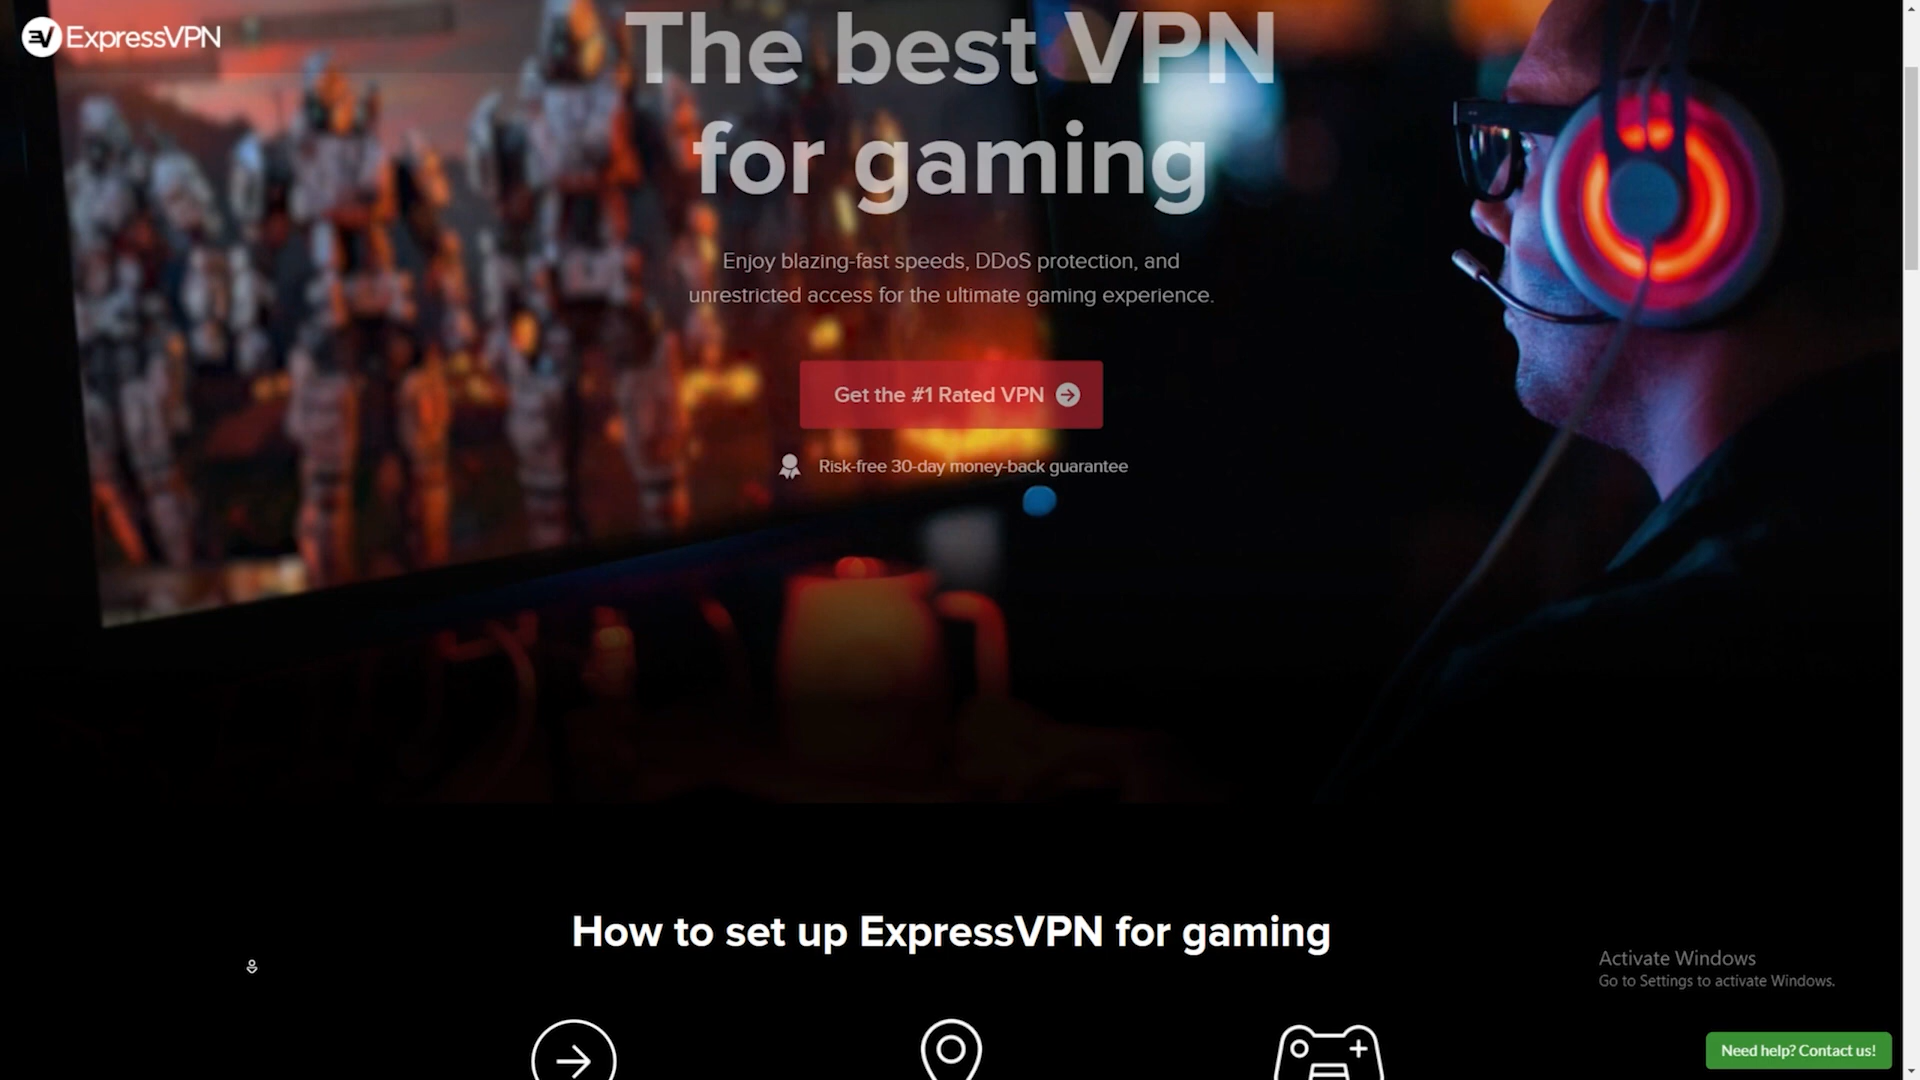 ExpressVPN
The best VPN
for gaming
Enjoy blazing-fast speeds, DDoS protection, and
unrestricted access for the ultimate gaming experience.
Get the #1 Rated VPN
Risk-free 30-day money-back guarantee
How to set up ExpressVPN for gaming
Activate Windows
Go to Settings to activate Windows.
Need help? Contact us!